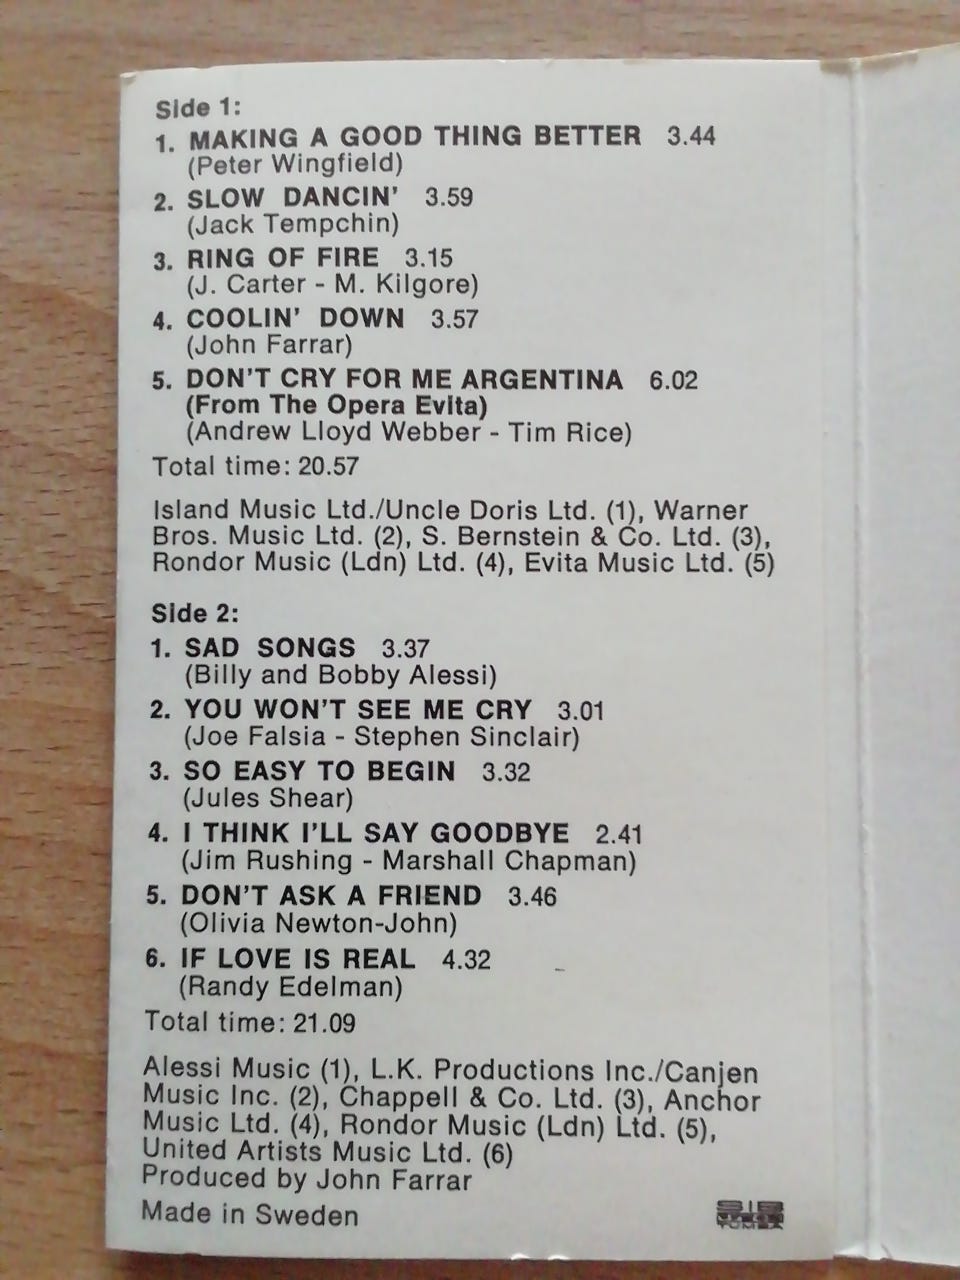 Side 1:
1. MAKING A GOOD THING BETTER 3.44
(Peter Wingfield)
2. SLOW DANCIN' 3.59
(Jack Tempchin)
3. RING OF FIRE 3.15
(J. Carter - M. Kilgore)
4. COOLIN' DOWN 3.57
(John Farrar)
5. DON'T CRY FOR ME ARGENTINA 6.02
(From The Opera Evita)
(Andrew Lloyd Webber - Tim Rice)
Total time: 20.57
Island Music Ltd./Uncle Doris Ltd. (1), Warner
Bros. Music Ltd. (2), S. Bernstein & Co. Ltd. (3),
Rondor Music (Ldn) Ltd. (4), Evita Music Ltd. (5)
Side 2:
1. SAD SONGS 3.37
(Billy and Bobby Alessi)
2. YOU WON'T SEE ME CRY 3.01
(Joe Falsia - Stephen Sinclair)
3. SO EASY TO BEGIN 3.32
(Jules Shear)
4. I THINK I'LL SAY GOODBYE 2.41
(Jim Rushing - Marshall Chapman)
5. DON'T ASK A FRIEND 3.46
(Olivia Newton-John)
6. IF LOVE IS REAL 4.32
(Randy Edelman)
Total time: 21.09
Alessi Music (1), L.K. Productions Inc./Canjen
Music Inc. (2), Chappell & Co. Ltd. (3), Anchor
Music Ltd. (4), Rondor Music (Ldn) Ltd. (5),
United Artists Music Ltd. (6)
Produced by John Farrar
Made in Sweden